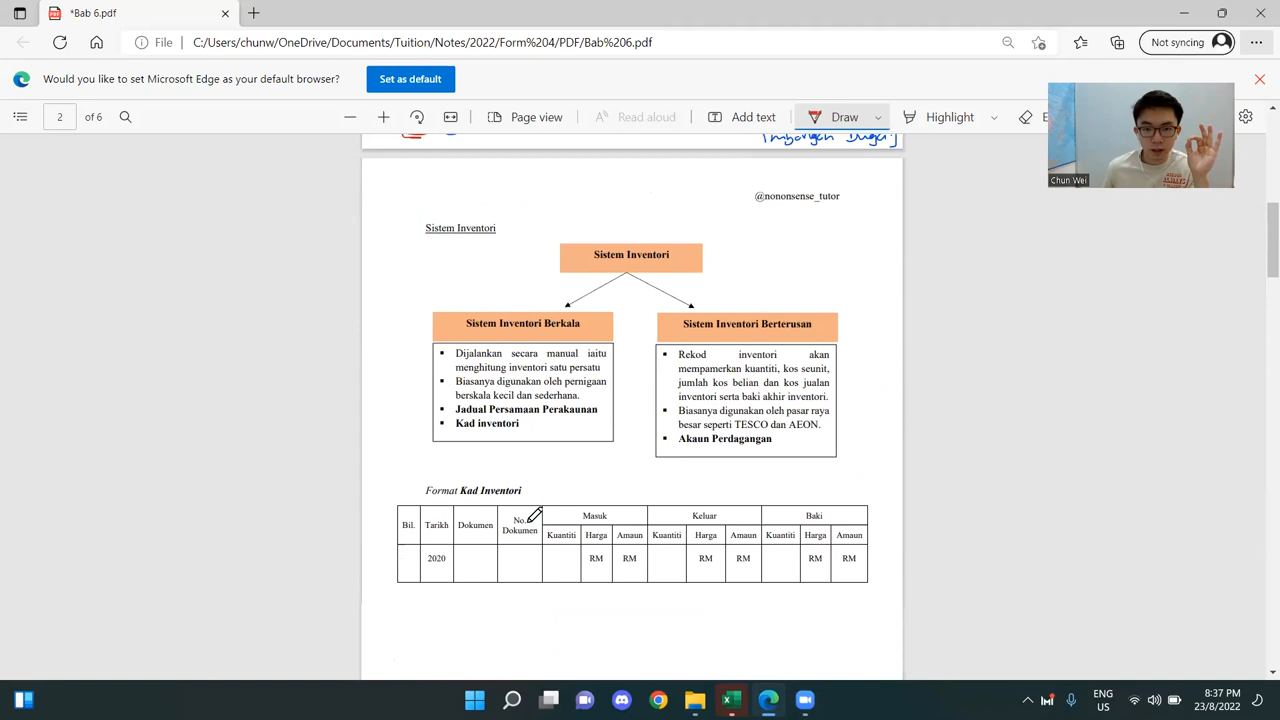 *Bab 6.pdf
File
C:/Users/chunw/OneDrive/Documents/Tuition/Notes/2022/Form%204/PDF/Bab%206.pdf
Not syncing
Would you like to set Microsoft Edge as your default browser?
Set as default
2
of 6
Page view
Read aloud
Add text
Draw
Highlight
E
Chun Wei
@nononsense_tutor
Sistem Inventori
Sistem Inventori
Sistem Inventori Berkala
▪ Dijalankan secara manual iaitu
menghitung inventori satu persatu
▪ Biasanya digunakan oleh pernigaan
berskala kecil dan sederhana.
▪ Jadual Persamaan Perakaunan
▪ Kad inventori
Sistem Inventori Berterusan
▪ Rekod inventori akan
mempamerkan kuantiti, kos seunit,
jumlah kos belian dan kos jualan
inventori serta baki akhir inventori.
▪ Biasanya digunakan oleh pasar raya
besar seperti TESCO dan AEON.
▪ Akaun Perdagangan
Format Kad Inventori
Bil. Tarikh Dokumen No. Dokumen Masuk Keluar Baki
Kuantiti Harga Amaun Kuantiti Harga Amaun Kuantiti Harga Amaun
2020 RM RM RM RM RM RM
ENG
US
8:37 PM
23/8/2022